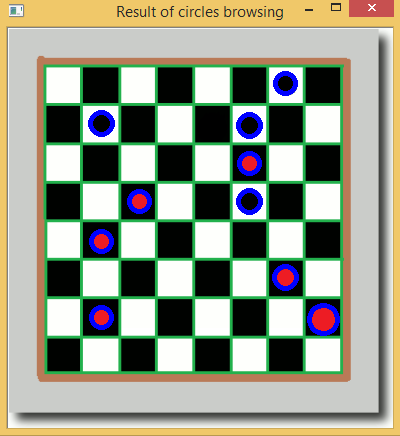 Result of circles browsing